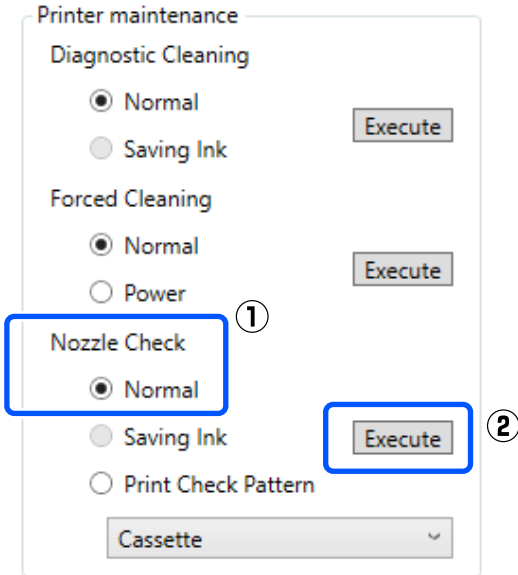 Printer maintenance
Diagnostic Cleaning
Normal
Execute
Saving Ink
Forced Cleaning
Normal
Execute
Power
①
Nozzle Check
Normal
Saving Ink
Execute
②
Print Check Pattern
Cassette